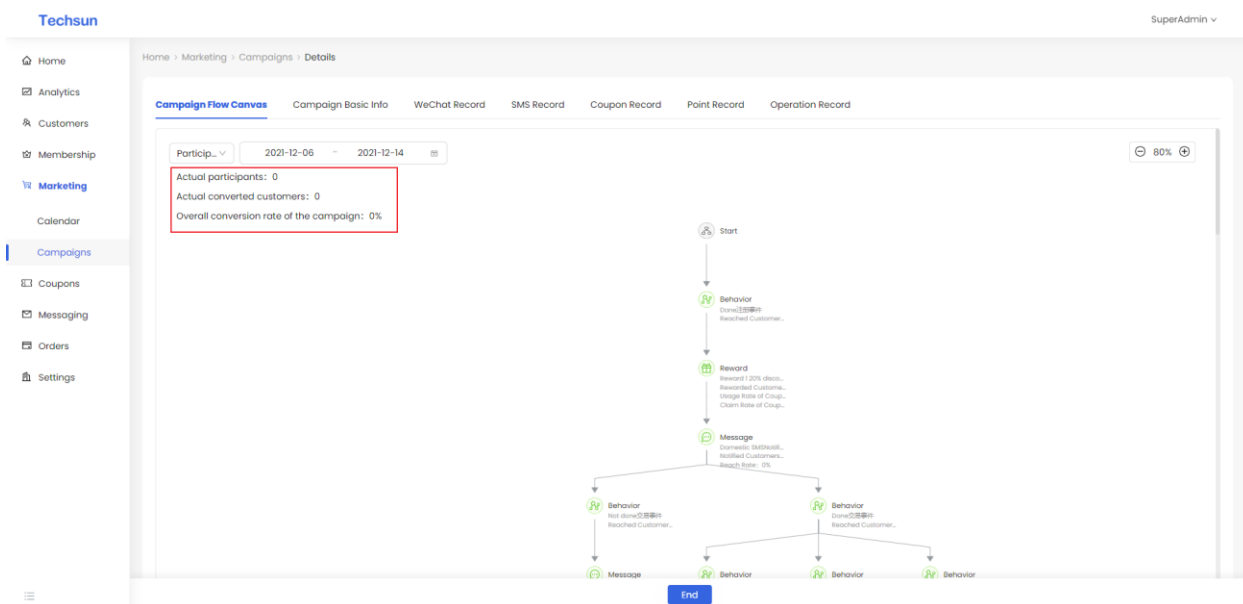 Techsun
SuperAdmin
Home
Analytics
Customers
Membership
Marketing
Calendar
Campaigns
Coupons
Messaging
Orders
Settings
Home > Marketing > Campaigns > Details
Campaign Flow Canvas Campaign Basic Info WeChat Record SMS Record Coupon Record Point Record Operation Record
Particip... 2021-12-06 - 2021-12-14
80%
Actual participants: 0
Actual converted customers: 0
Overall conversion rate of the campaign: 0%
Start
Behavior
Done注册事件
Reached Customer...
Reward
Reward 1 20% disco...
Rewarded Custome...
Usage Rate of Coup...
Claim Rate of Coup...
Message
Domestic SMSNotifi...
Notified Customers...
Reach Rate: 0%
Behavior
Not done交易事件
Reached Customer...
Behavior
Done交易事件
Reached Customer...
Message
Behavior
Behavior
Behavior
End